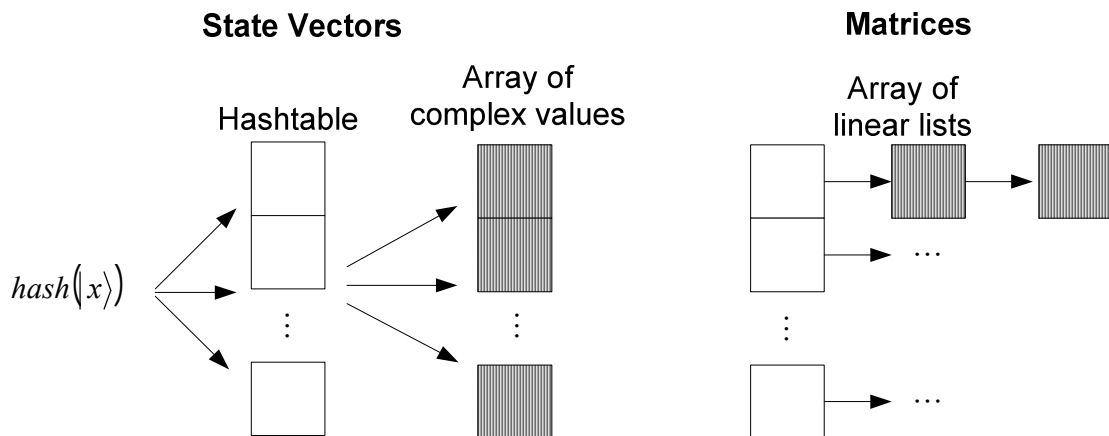 State Vectors
Hashtable
Array of
complex values
hash(|x⟩)
⋮
⋮
Matrices
Array of
linear lists
⋯
⋮
⋯